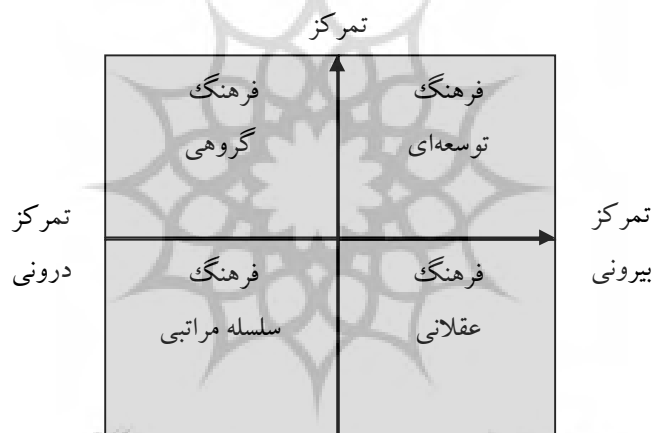 تمرکز
فرهنگ
توسعه‌ای
فرهنگ
گروهی
تمرکز
بیرونی
تمرکز
درونی
فرهنگ
عقلانی
فرهنگ
سلسله مراتبی